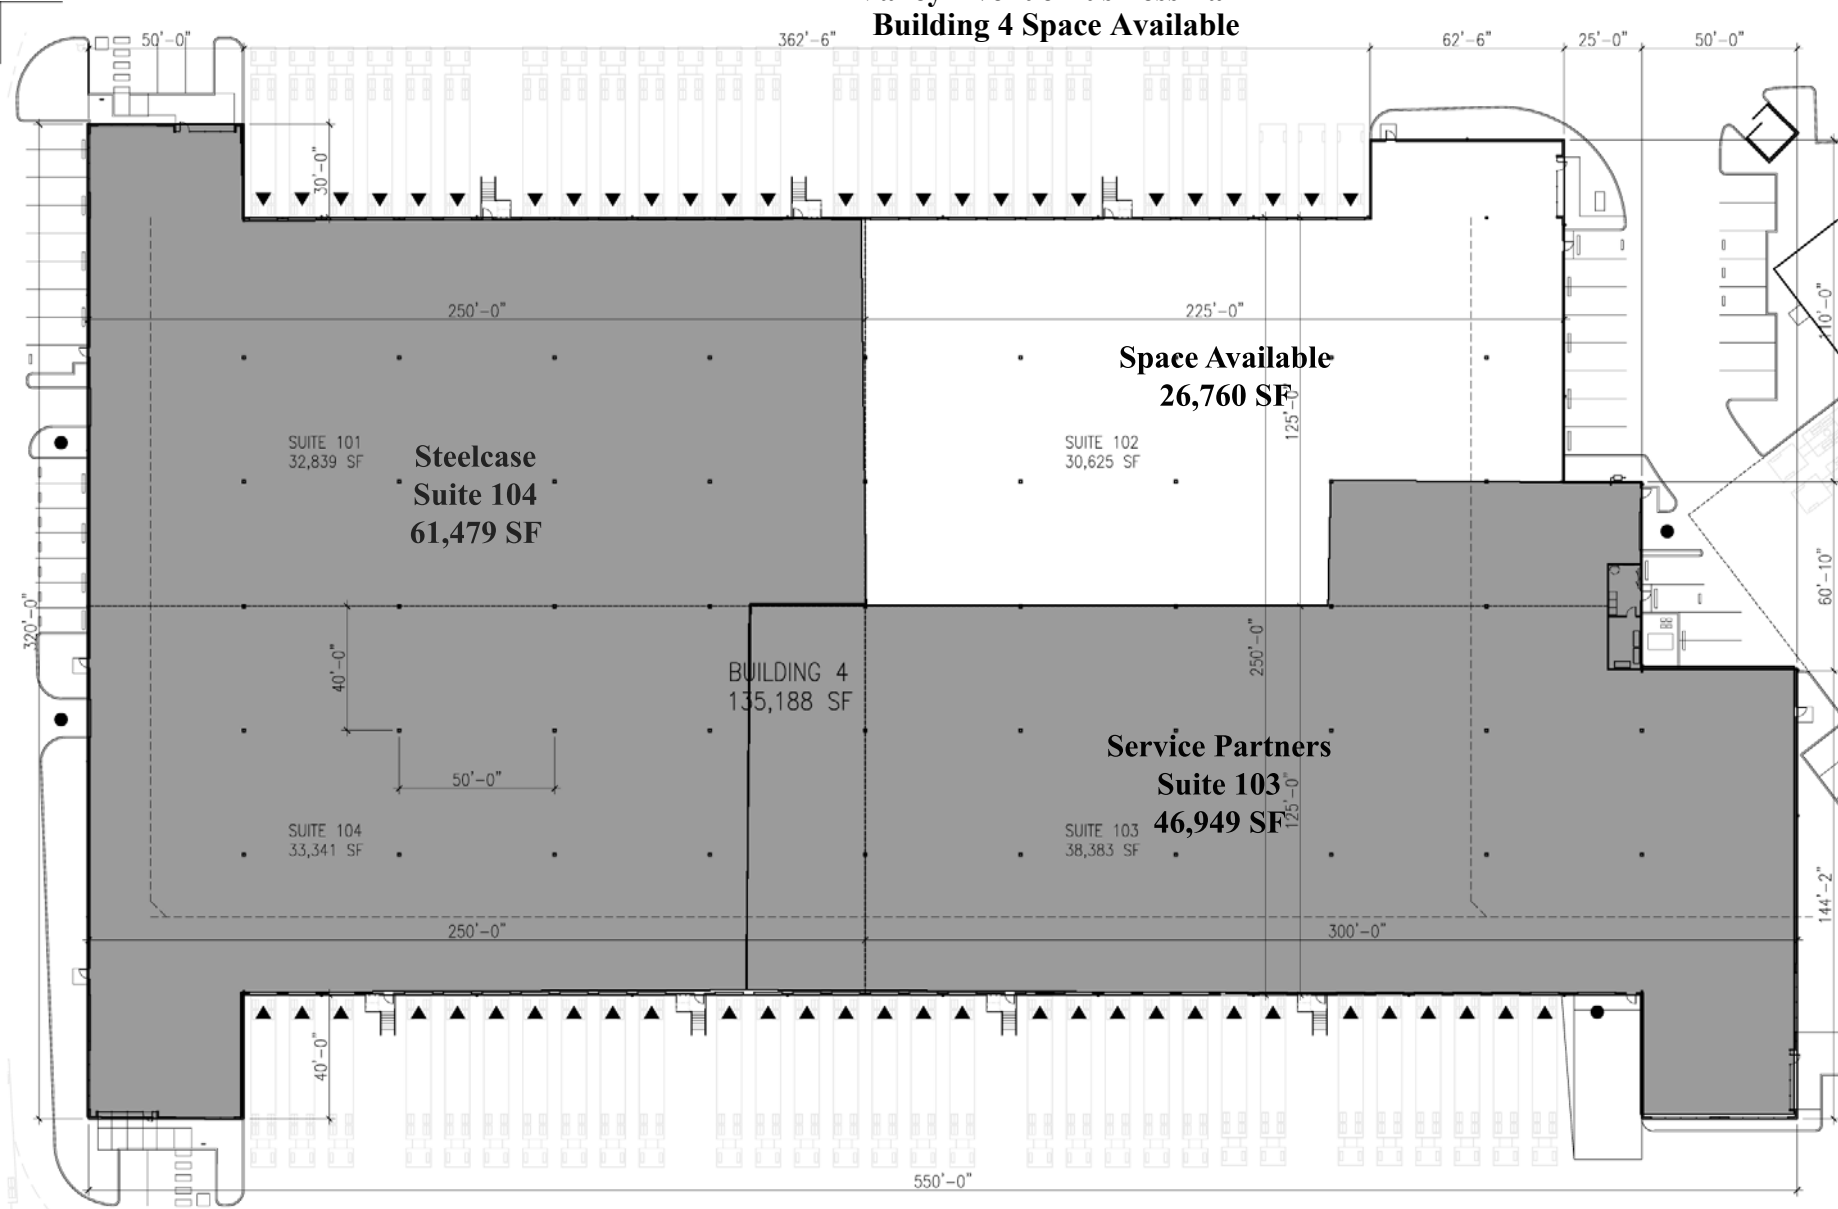 Building 4 Space Available
50'-0"
362'-6"
62'-6"
25'-0"
50'-0"
30'-0"
250'-0"
225'-0"
110'-0"
Space Available
26,760 SF
125'-0"
SUITE 101
32,839 SF
Steelcase
Suite 104
61,479 SF
SUITE 102
30,625 SF
320'-0"
60'-10"
40'-0"
BUILDING 4
135,188 SF
250'-0"
50'-0"
Service Partners
Suite 103
46,949 SF
125'-0"
SUITE 104
33,341 SF
SUITE 103
38,383 SF
144'-2"
250'-0"
300'-0"
40'-0"
550'-0"